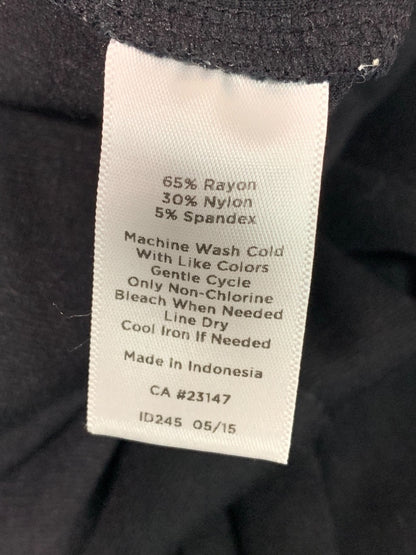 65% Rayon
30% Nylon
5% Spandex
Machine Wash Cold
With Like Colors
Gentle Cycle
Only Non-Chlorine
Bleach When Needed
Line Dry
Cool Iron If Needed
Made in Indonesia
CA #23147
ID245 05/15